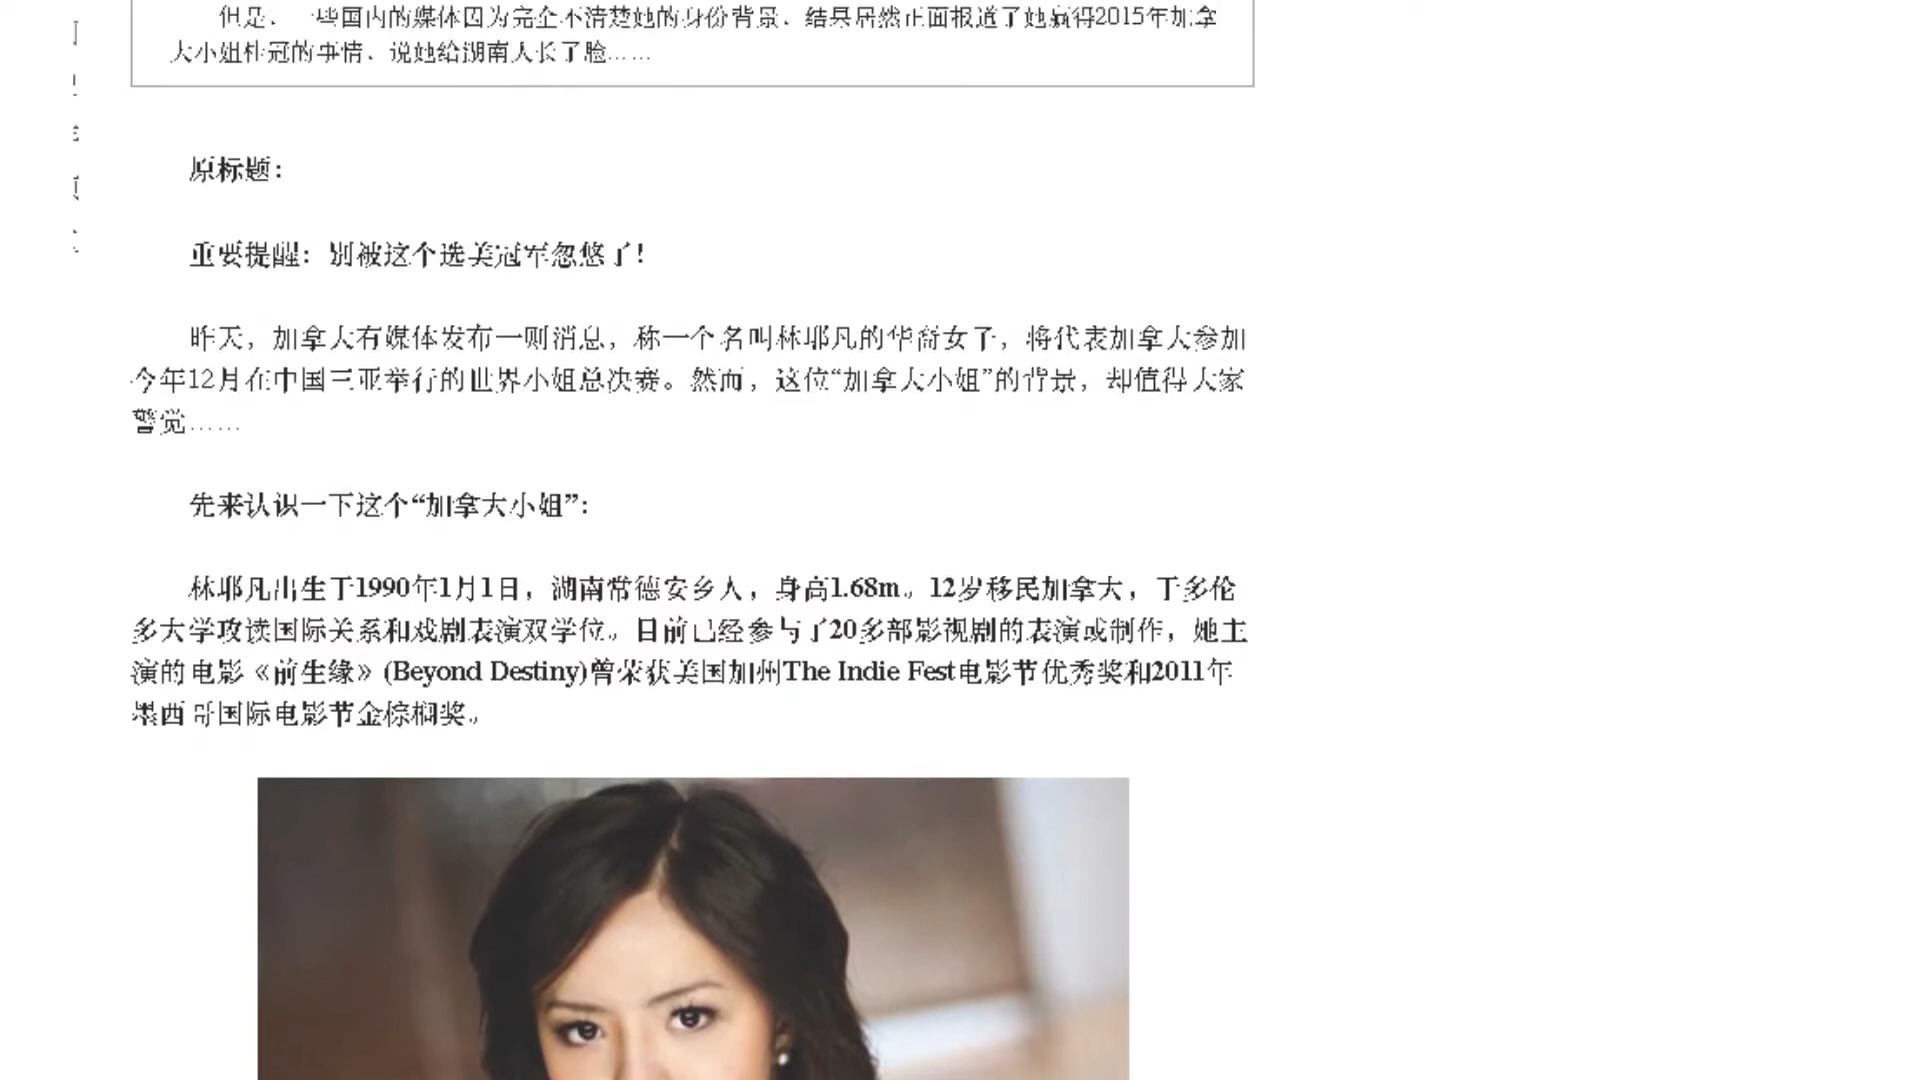 但是，一些国内的媒体因为完全不清楚她的身份背景，结果居然正面报道了她赢得2015年加拿
大小姐桂冠的事情，说她给湖南人长了脸……
原标题：
重要提醒：别被这个选美冠军忽悠了！
昨天，加拿大有媒体发布一则消息，称一个名叫林耶凡的华裔女子，将代表加拿大参加
今年12月在中国三亚举行的世界小姐总决赛。然而，这位“加拿大小姐”的背景，却值得大家
警觉……
先来认识一下这个“加拿大小姐”：
林耶凡出生于1990年1月1日，湖南常德安乡人，身高1.68m。12岁移民加拿大，于多伦
多大学攻读国际关系和戏剧表演双学位。目前已经参与了20多部影视剧的表演或制作，她主
演的电影《前生缘》(Beyond Destiny)曾荣获美国加州The Indie Fest电影节优秀奖和2011年
墨西哥国际电影节金棕榈奖。